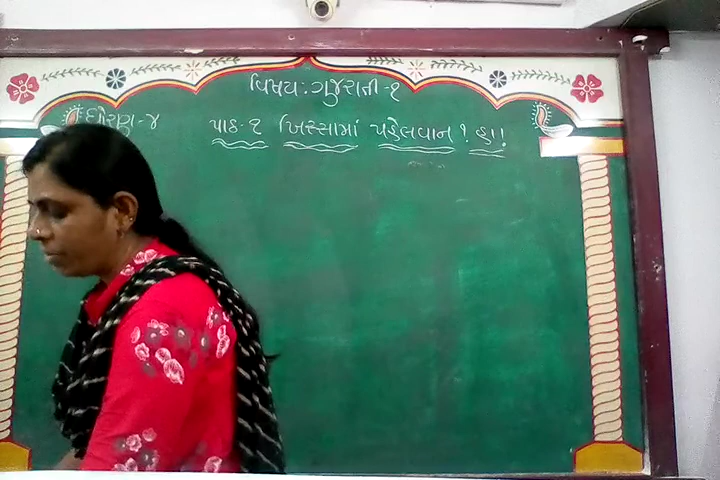 વિષય : ગુજરાતી - ૧
ધોરણ - ૪
પાઠ - ૧ ખિસ્સામાં પહેલવાન ! હા !